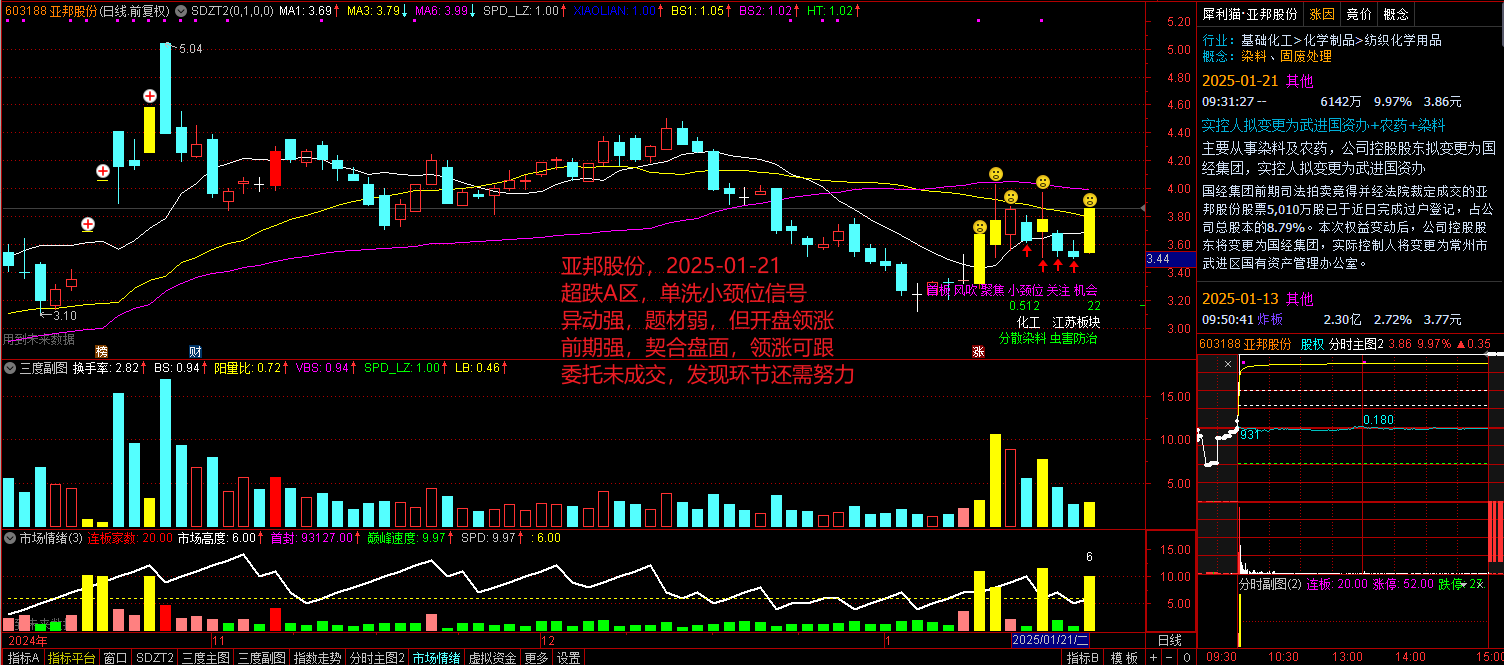 603188 亚邦股份(日线.前复权) SDZT2(0,1,0,0) MA1: 3.69↑ MA3: 3.79↓ MA6: 3.99↓ SPD_LZ: 1.00↑ XIAOLIAN: 1.00↑ BS1: 1.05↑ BS2: 1.02↑ HT: 1.02↑
5.20
5.04
5.00
4.80
4.60
4.40
4.20
4.00
3.80
3.60
3.44
3.40
3.20
3.00
3.10
亚邦股份，2025-01-21
超跌A区，单洗小颈位信号
异动强，题材弱，但开盘领涨
前期强，契合盘面，领涨可跟
委托未成交，发现环节还需努力
首板 风吹 聚焦 小颈位 关注 机会
0.512 22
化工 江苏板块
分散染料 虫害防治
用到未来数据
榜 财 涨
三度副图 换手率: 2.82↑ BS: 0.94↑ 阳量比: 0.72↑ VBS: 0.94↑ SPD_LZ: 1.00↑ LB: 0.46↑
15.00
10.00
5.00
市场情绪(3) 连板家数: 20.00 市场高度: 6.00↑ 首封: 93127.00↑ 巅峰速度: 9.97↑ SPD: 9.97↑ : 6.00
15.00
10.00
5.00
6
2024年 11 12 1 2025/01/21/二 日线
指标A 指标平台 窗口 SDZT2 三度主图 三度副图 指数走势 分时主图2 市场情绪 虚拟资金 更多 设置 指标B 模板 + - 0
犀利猫·亚邦股份 涨因 竞价 概念
行业: 基础化工>化学制品>纺织化学用品
概念: 染料、固废处理
2025-01-21 其他
09:31:27 -- 6142万 9.97% 3.86元
实控人拟变更为武进国资办+农药+染料
主要从事染料及农药，公司控股股东拟变更为国
经集团，实控人拟变更为武进国资办
国经集团前期司法拍卖竟得并经法院裁定成交的亚
邦股份股票5,010万股已于近日完成过户登记，占公
司总股本的8.79%。本次权益变动后，公司控股股
东将变更为国经集团，实际控制人将变更为常州市
武进区国有资产管理办公室。
2025-01-13 其他
09:50:41 炸板 2.30亿 2.72% 3.77元
603188 亚邦股份 股权 分时主图2 3.86 9.97% ▲0.35
931
0.180
分时副图(2) 连板: 20.00 涨停: 52.00 跌停: 27.
09:30 10:30 13:00 14:00 15:00